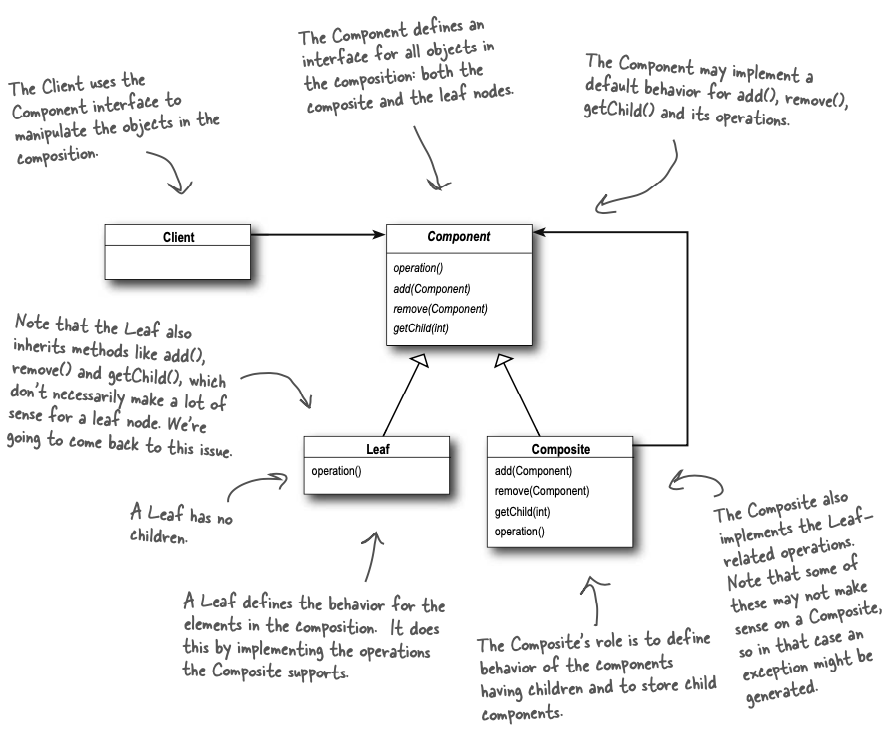 The Component defines an
interface for all objects in
the composition: both the
composite and the leaf nodes.
The Client uses the
Component interface to
manipulate the objects in the
composition.
The Component may implement a
default behavior for add(), remove(),
getChild() and its operations.
Client
Component
operation()
add(Component)
remove(Component)
getChild(int)
Note that the Leaf also
inherits methods like add(),
remove() and getChild(), which
don't necessarily make a lot of
sense for a leaf node. We're
going to come back to this issue.
Leaf
operation()
Composite
add(Component)
remove(Component)
getChild(int)
operation()
A Leaf has no
children.
The Composite also
implements the Leaf-
related operations.
Note that some of
these may not make
sense on a Composite,
so in that case an
exception might be
generated.
A Leaf defines the behavior for the
elements in the composition. It does
this by implementing the operations
the Composite supports.
The Composite's role is to define
behavior of the components
having children and to store child
components.